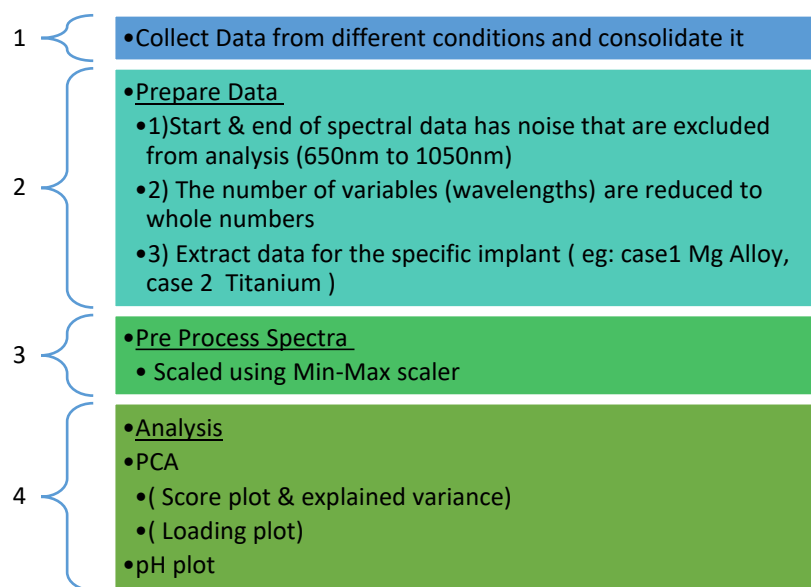 1
•Collect Data from different conditions and consolidate it
2
•Prepare Data
•1)Start & end of spectral data has noise that are excluded
from analysis (650nm to 1050nm)
•2) The number of variables (wavelengths) are reduced to
whole numbers
•3) Extract data for the specific implant ( eg: case1 Mg Alloy,
case 2 Titanium )
3
•Pre Process Spectra
• Scaled using Min-Max scaler
4
•Analysis
•PCA
•( Score plot & explained variance)
•( Loading plot)
•pH plot